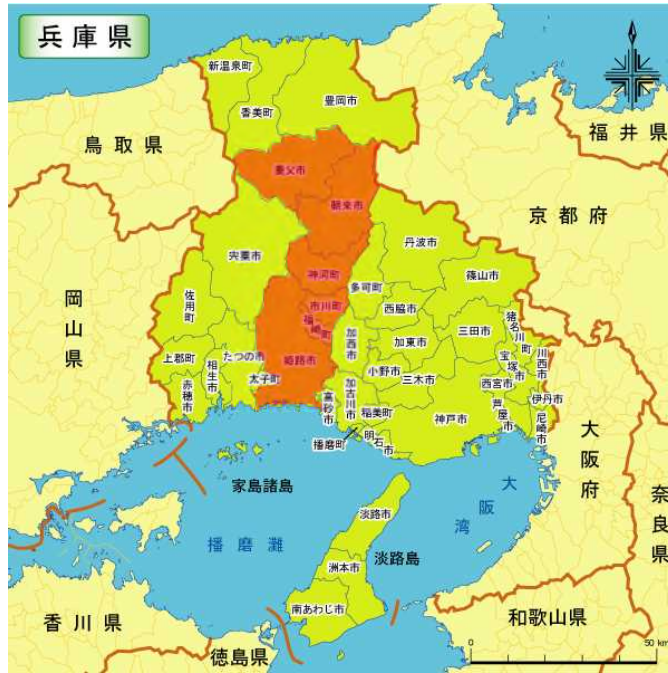 兵庫県
新温泉町
香美町
豊岡市
鳥取県
福井県
養父市
朝来市
京都府
丹波市
宍粟市
篠山市
神河町
多可町
岡山県
佐用町
市川町
西脇市
猪名川町
福崎町
加西市
加東市
三田市
川西市
上郡町
相生市
たつの市
姫路市
宝塚市
太子町
小野市
三木市
西宮市
伊丹市
赤穂市
高砂市
加古川市
稲美町
神戸市
芦屋市
尼崎市
播磨町
明石市
大阪府
奈良県
家島諸島
大阪湾
淡路市
播磨灘
淡路島
洲本市
南あわじ市
香川県
徳島県
和歌山県
0 50 km